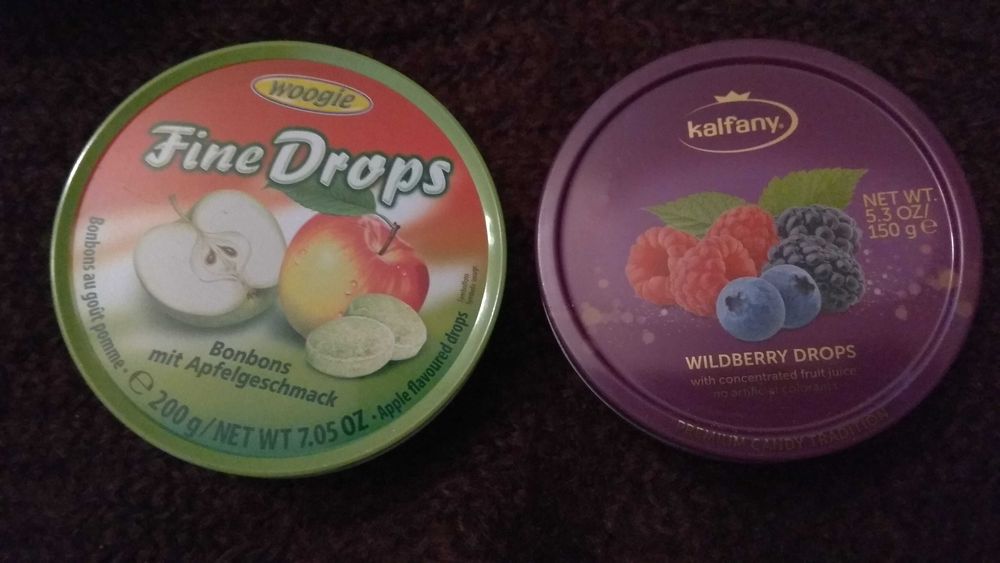 woogie
Fine Drops
Bonbons au goût pomme •
Bonbons
mit Apfelgeschmack
℮ 200 g / NET WT 7.05 OZ • Apple flavoured drops
kalfany®
NET WT.
5.3 OZ/
150 g ℮
WILDBERRY DROPS
with concentrated fruit juice
no artificial colorants
PREMIUM CANDY TRADITION